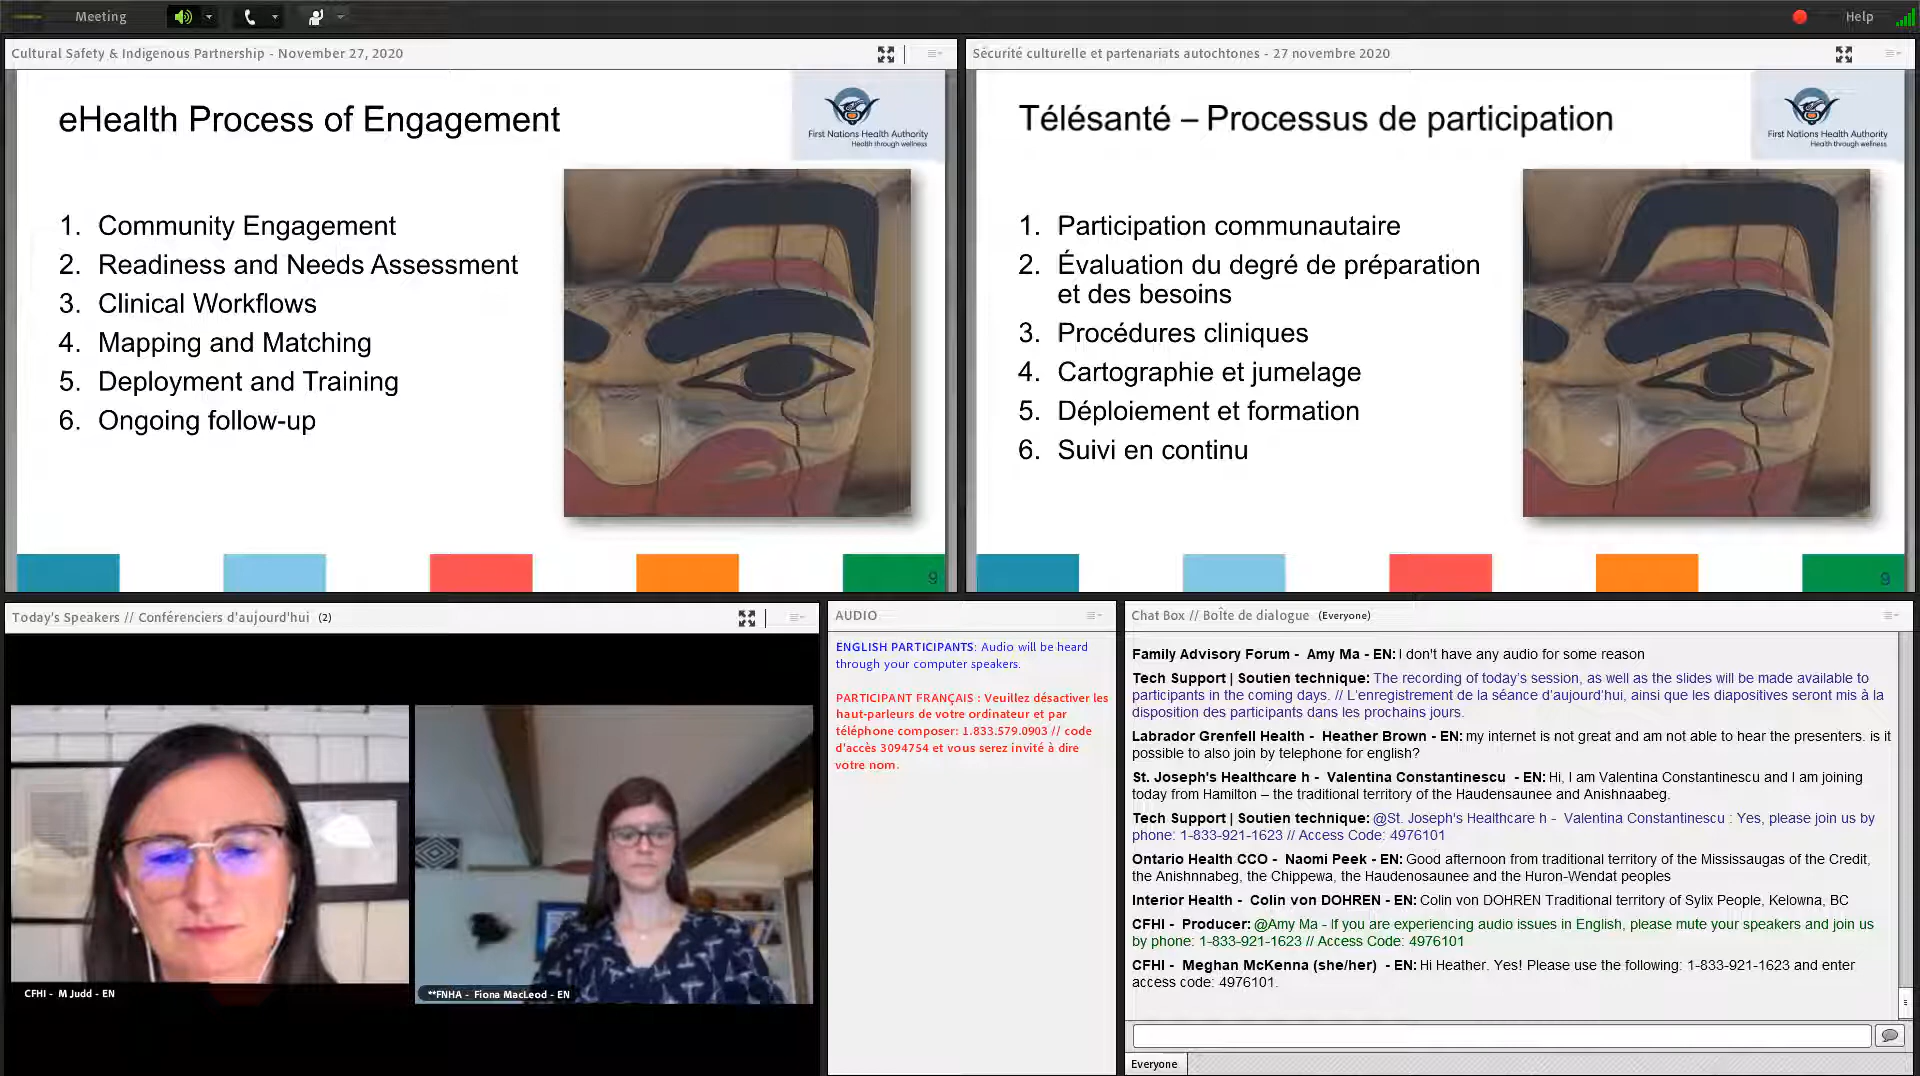 Meeting
Help
Cultural Safety & Indigenous Partnership - November 27, 2020
eHealth Process of Engagement
First Nations Health Authority
Health through wellness
1. Community Engagement
2. Readiness and Needs Assessment
3. Clinical Workflows
4. Mapping and Matching
5. Deployment and Training
6. Ongoing follow-up
9
Sécurité culturelle et partenariats autochtones - 27 novembre 2020
Télésanté – Processus de participation
First Nations Health Authority
Health through wellness
1. Participation communautaire
2. Évaluation du degré de préparation
et des besoins
3. Procédures cliniques
4. Cartographie et jumelage
5. Déploiement et formation
6. Suivi en continu
9
Today's Speakers // Conférenciers d'aujourd'hui (2)
CFHI - M Judd - EN
**FNHA - Fiona MacLeod - EN
AUDIO
ENGLISH PARTICIPANTS: Audio will be heard
through your computer speakers.
PARTICIPANT FRANÇAIS : Veuillez désactiver les
haut-parleurs de votre ordinateur et par
téléphone composer: 1.833.579.0903 // code
d'accès 3094754 et vous serez invité à dire
votre nom.
Chat Box // Boîte de dialogue (Everyone)
Family Advisory Forum - Amy Ma - EN: I don't have any audio for some reason
Tech Support | Soutien technique: The recording of today's session, as well as the slides will be made available to
participants in the coming days. // L'enregistrement de la séance d'aujourd'hui, ainsi que les diapositives seront mis à la
disposition des participants dans les prochains jours.
Labrador Grenfell Health - Heather Brown - EN: my internet is not great and am not able to hear the presenters. is it
possible to also join by telephone for english?
St. Joseph's Healthcare h - Valentina Constantinescu - EN: Hi, I am Valentina Constantinescu and I am joining
today from Hamilton – the traditional territory of the Haudensaunee and Anishnaabeg.
Tech Support | Soutien technique: @St. Joseph's Healthcare h - Valentina Constantinescu : Yes, please join us by
phone: 1-833-921-1623 // Access Code: 4976101
Ontario Health CCO - Naomi Peek - EN: Good afternoon from traditional territory of the Mississaugas of the Credit,
the Anishnnabeg, the Chippewa, the Haudenosaunee and the Huron-Wendat peoples
Interior Health - Colin von DOHREN - EN: Colin von DOHREN Traditional territory of Sylix People, Kelowna, BC
CFHI - Producer: @Amy Ma - If you are experiencing audio issues in English, please mute your speakers and join us
by phone: 1-833-921-1623 // Access Code: 4976101
CFHI - Meghan McKenna (she/her) - EN: Hi Heather. Yes! Please use the following: 1-833-921-1623 and enter
access code: 4976101.
Everyone